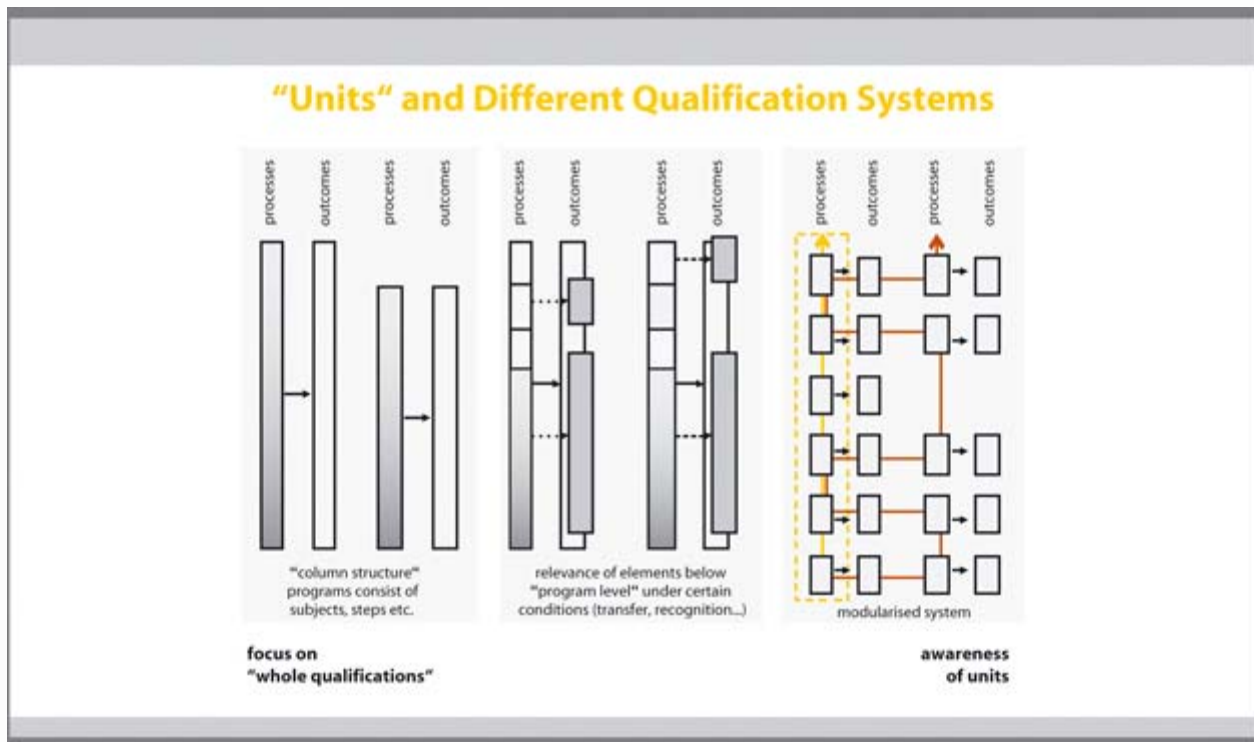 “Units“ and Different Qualification Systems
processes
outcomes
processes
outcomes
processes
outcomes
processes
outcomes
processes
outcomes
processes
outcomes
“column structure“
programs consist of
subjects, steps etc.
relevance of elements below
“program level“ under certain
conditions (transfer, recognition...)
modularised system
focus on
“whole qualifications“
awareness
of units